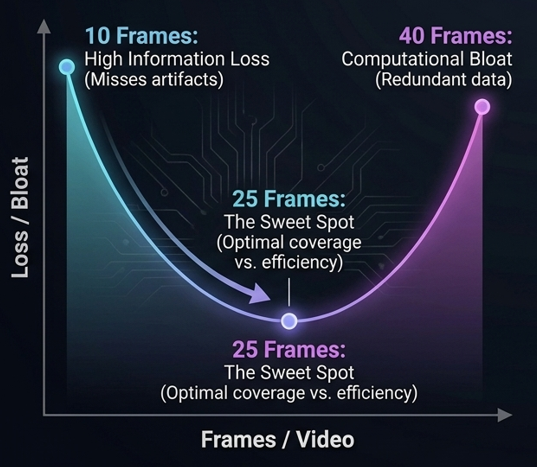 10 Frames:
High Information Loss
(Misses artifacts)
40 Frames:
Computational Bloat
(Redundant data)
25 Frames:
The Sweet Spot
(Optimal coverage
vs. efficiency)
25 Frames:
The Sweet Spot
(Optimal coverage vs. efficiency)
Loss / Bloat
Frames / Video